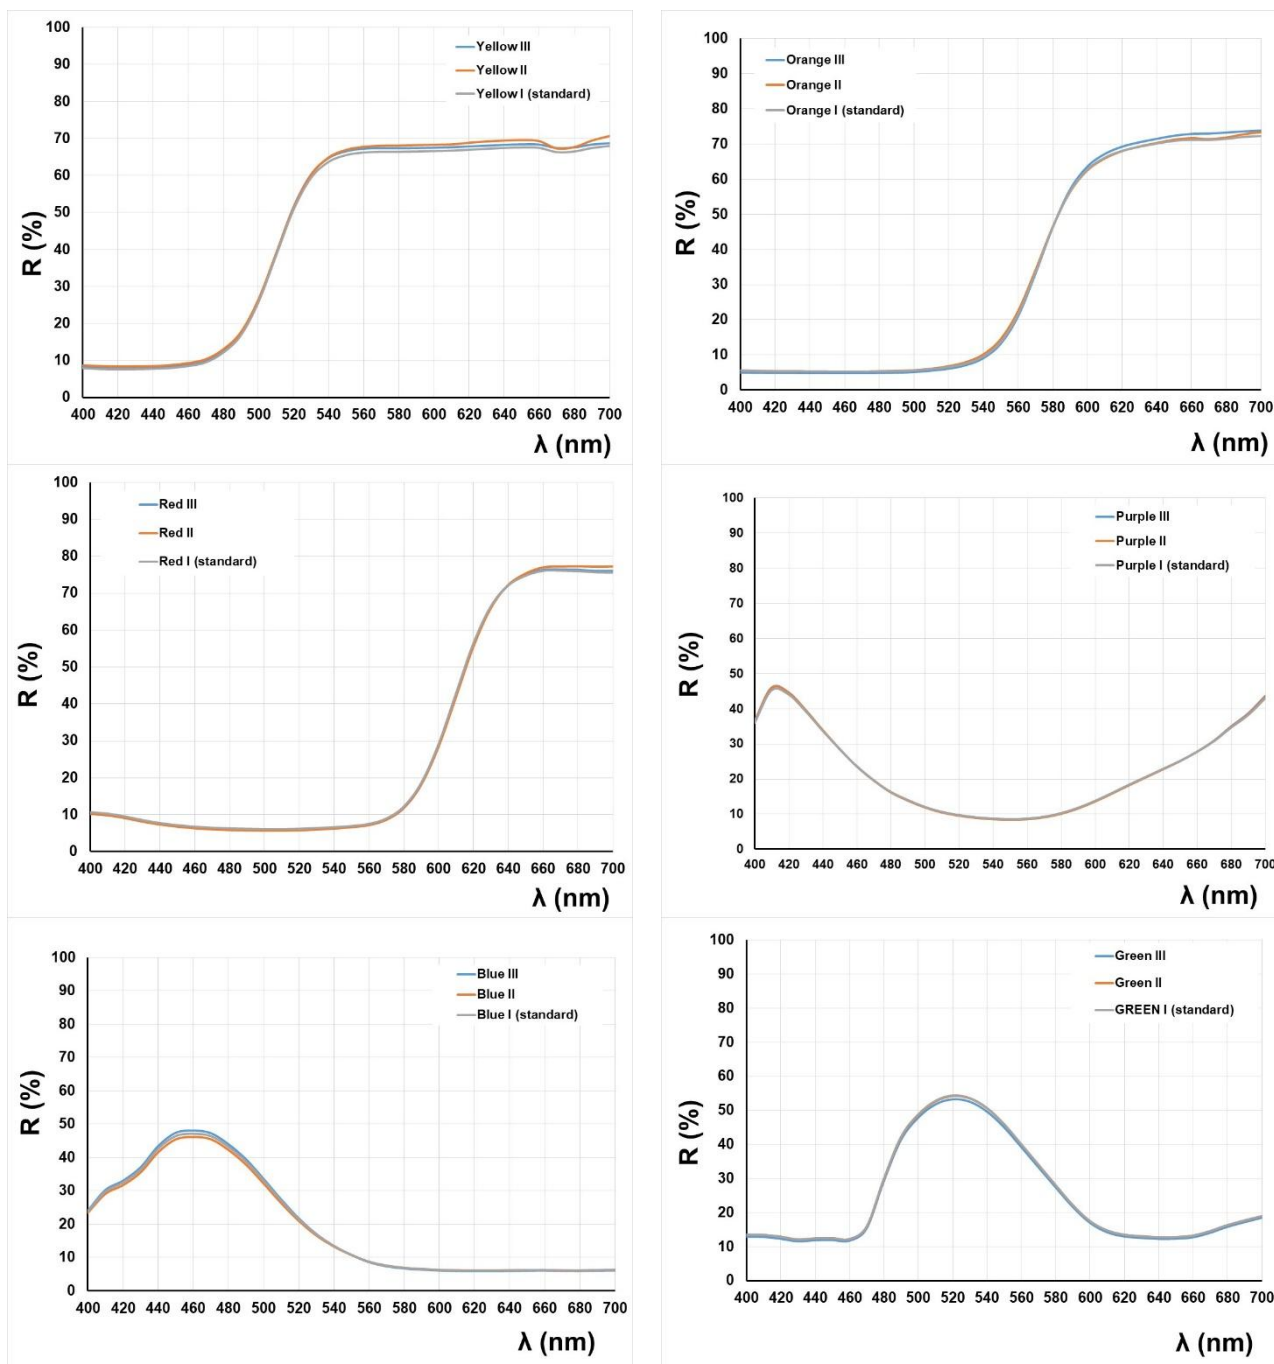 100
90
80
70
60
50
40
30
20
10
0
R (%)
Yellow III
Yellow II
Yellow I (standard)
400 420 440 460 480 500 520 540 560 580 600 620 640 660 680 700
λ (nm)
100
90
80
70
60
50
40
30
20
10
0
R (%)
Orange III
Orange II
Orange I (standard)
400 420 440 460 480 500 520 540 560 580 600 620 640 660 680 700
λ (nm)
100
90
80
70
60
50
40
30
20
10
0
R (%)
Red III
Red II
Red I (standard)
400 420 440 460 480 500 520 540 560 580 600 620 640 660 680 700
λ (nm)
100
90
80
70
60
50
40
30
20
10
0
R (%)
Purple III
Purple II
Purple I (standard)
400 420 440 460 480 500 520 540 560 580 600 620 640 660 680 700
λ (nm)
100
90
80
70
60
50
40
30
20
10
0
R (%)
Blue III
Blue II
Blue I (standard)
400 420 440 460 480 500 520 540 560 580 600 620 640 660 680 700
λ (nm)
100
90
80
70
60
50
40
30
20
10
0
R (%)
Green III
Green II
GREEN I (standard)
400 420 440 460 480 500 520 540 560 580 600 620 640 660 680 700
λ (nm)